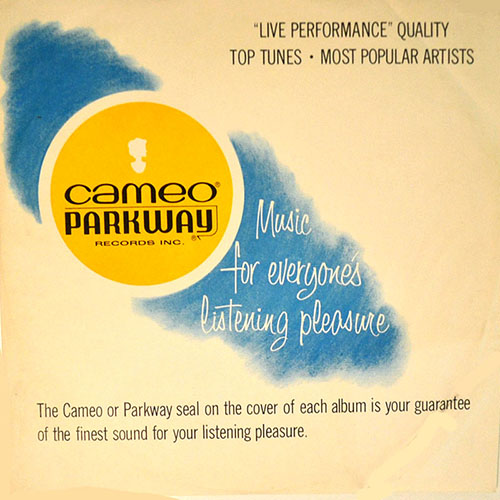 "LIVE PERFORMANCE" QUALITY
TOP TUNES • MOST POPULAR ARTISTS
cameo®
PARKWAY®
RECORDS INC.
Music
for everyone's
listening pleasure
The Cameo or Parkway seal on the cover of each album is your guarantee
of the finest sound for your listening pleasure.